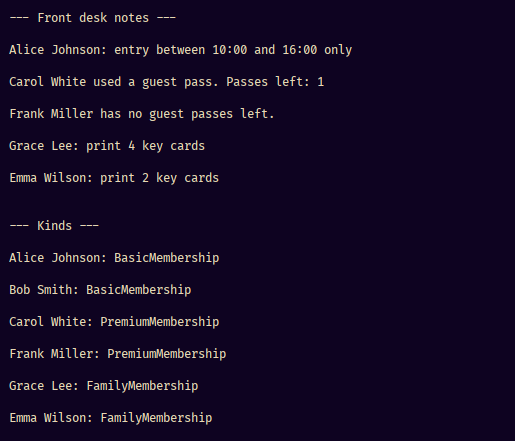 --- Front desk notes ---
Alice Johnson: entry between 10:00 and 16:00 only
Carol White used a guest pass. Passes left: 1
Frank Miller has no guest passes left.
Grace Lee: print 4 key cards
Emma Wilson: print 2 key cards
--- Kinds ---
Alice Johnson: BasicMembership
Bob Smith: BasicMembership
Carol White: PremiumMembership
Frank Miller: PremiumMembership
Grace Lee: FamilyMembership
Emma Wilson: FamilyMembership